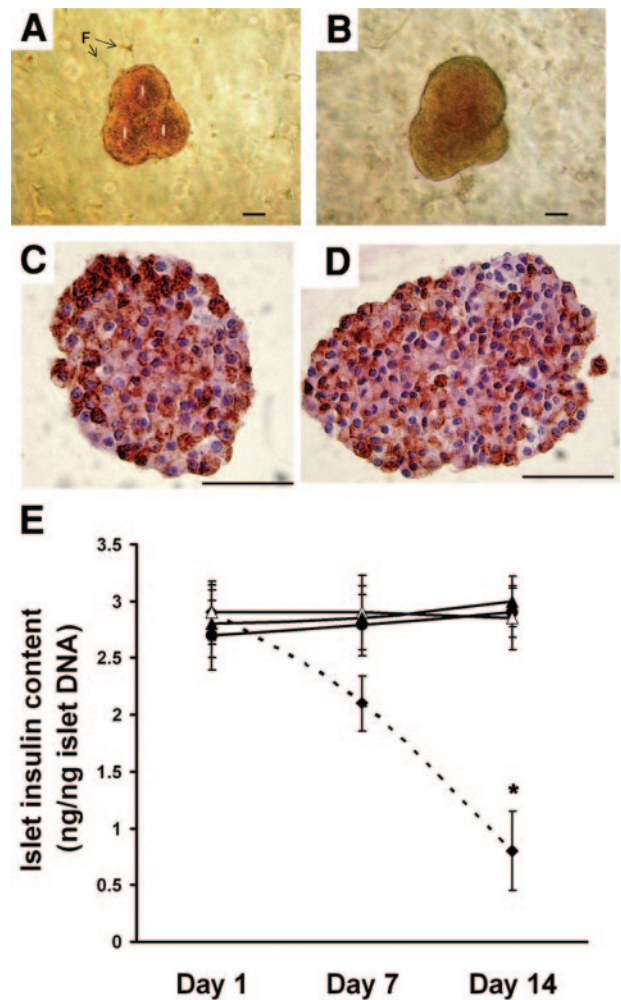 A
F
I
I I
B
C
D
E
3.5
3
2.5
2
1.5
1
0.5
0
Islet insulin content
(ng/ng islet DNA)
*
Day 1 Day 7 Day 14